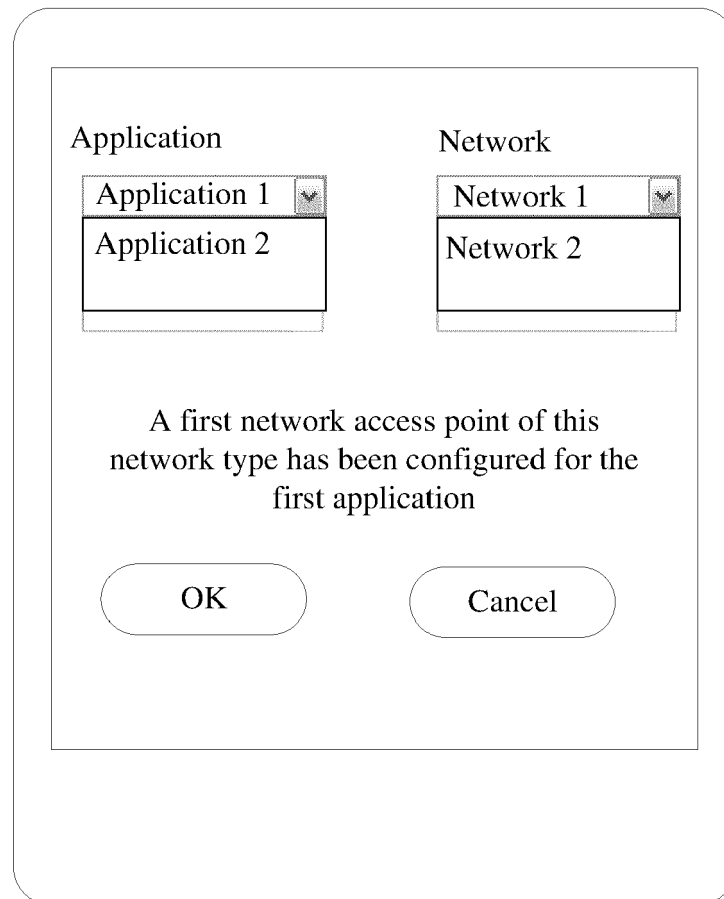 Application
Network
Application 1
Network 1
Application 2
Network 2
A first network access point of this
network type has been configured for the
first application
OK
Cancel